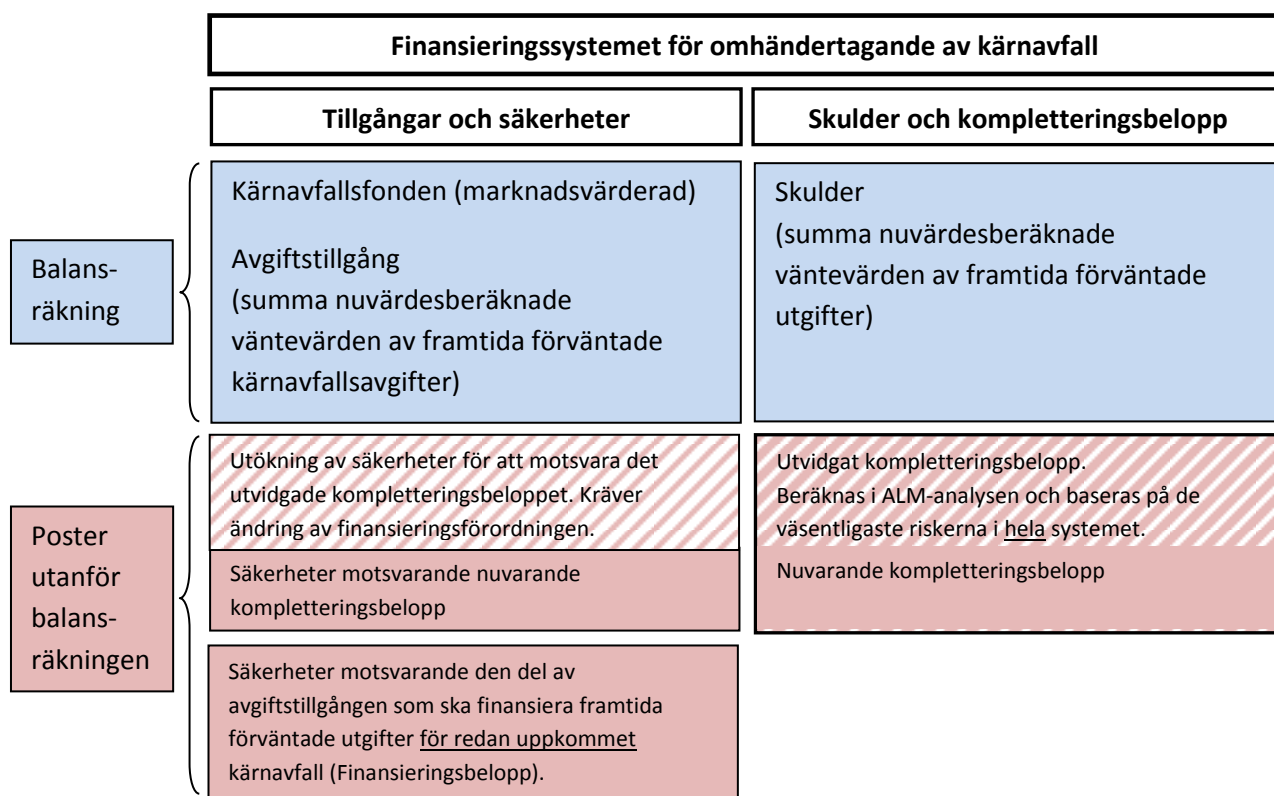 Finansieringssystemet för omhändertagande av kärnavfall
Tillgångar och säkerheter
Skulder och kompletteringsbelopp
Balans-
räkning
Kärnavfallsfonden (marknadsvärderad)
Avgiftstillgång
(summa nuvärdesberäknade
väntevärden av framtida förväntade
kärnavfallsavgifter)
Skulder
(summa nuvärdesberäknade
väntevärden av framtida förväntade
utgifter)
Poster
utanför
balans-
räkningen
Utökning av säkerheter för att motsvara det
utvidgade kompletteringsbeloppet. Kräver
ändring av finansieringsförordningen.
Utvidgat kompletteringsbelopp.
Beräknas i ALM-analysen och baseras på de
väsentligaste riskerna i hela systemet.
Säkerheter motsvarande nuvarande
kompletteringsbelopp
Nuvarande kompletteringsbelopp
Säkerheter motsvarande den del av
avgiftstillgången som ska finansiera framtida
förväntade utgifter för redan uppkommet
kärnavfall (Finansieringsbelopp).